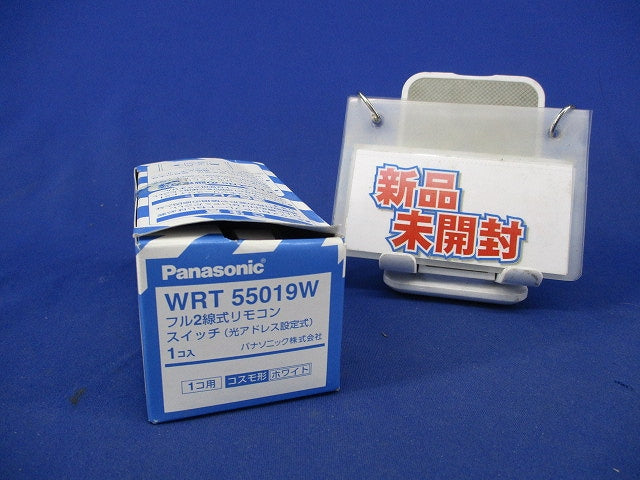 Panasonic
WRT 55019W
フル2線式リモコン
スイッチ(光アドレス設定式)
1コ入
パナソニック株式会社
1コ用 コスモ形 ホワイト
新品
未開封